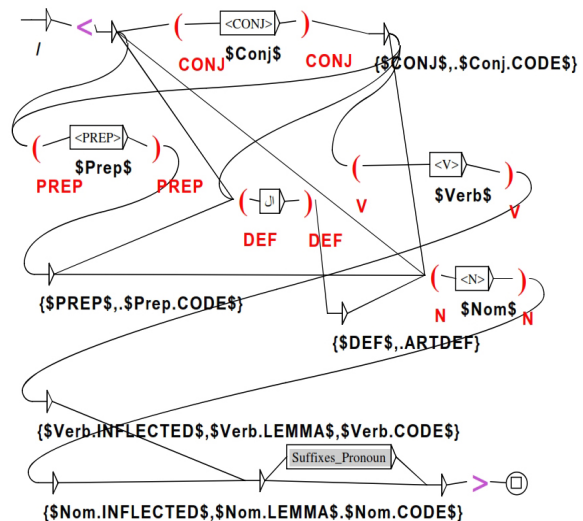 < ( <CONJ> )
/ CONJ $Conj$ CONJ {$CONJ$,.$Conj.CODE$}
( <PREP> ) ( <V> )
$Prep$ $Verb$
PREP PREP ( ال ) V V
DEF DEF
( <N> )
{$PREP$,.$Prep.CODE$} $Nom$
N N
{$DEF$,.ARTDEF}
{$Verb.INFLECTED$,$Verb.LEMMA$,$Verb.CODE$}
Suffixes_Pronoun
>
{$Nom.INFLECTED$,$Nom.LEMMA$.$Nom.CODE$}